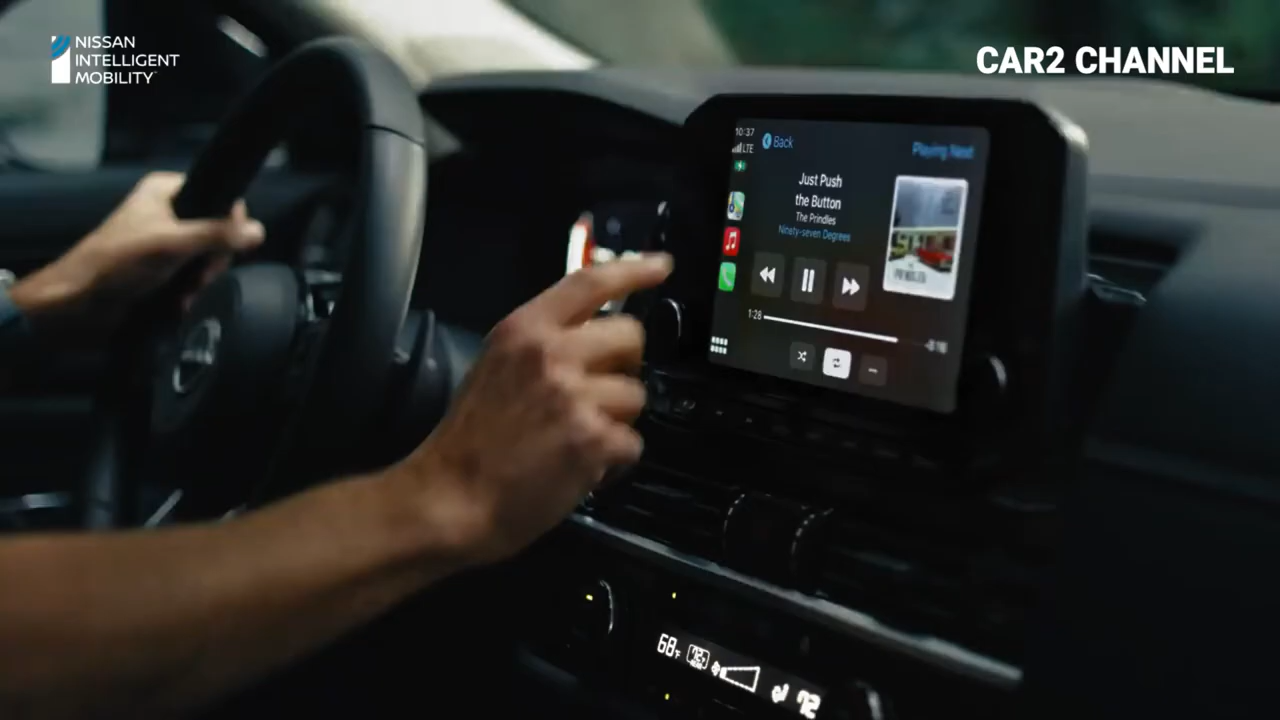 NISSAN
INTELLIGENT
MOBILITY
CAR2 CHANNEL
10:37
LTE
Back
Playing Next
Just Push
the Button
The Prindles
Ninety-seven Degrees
1:28
68°F
72